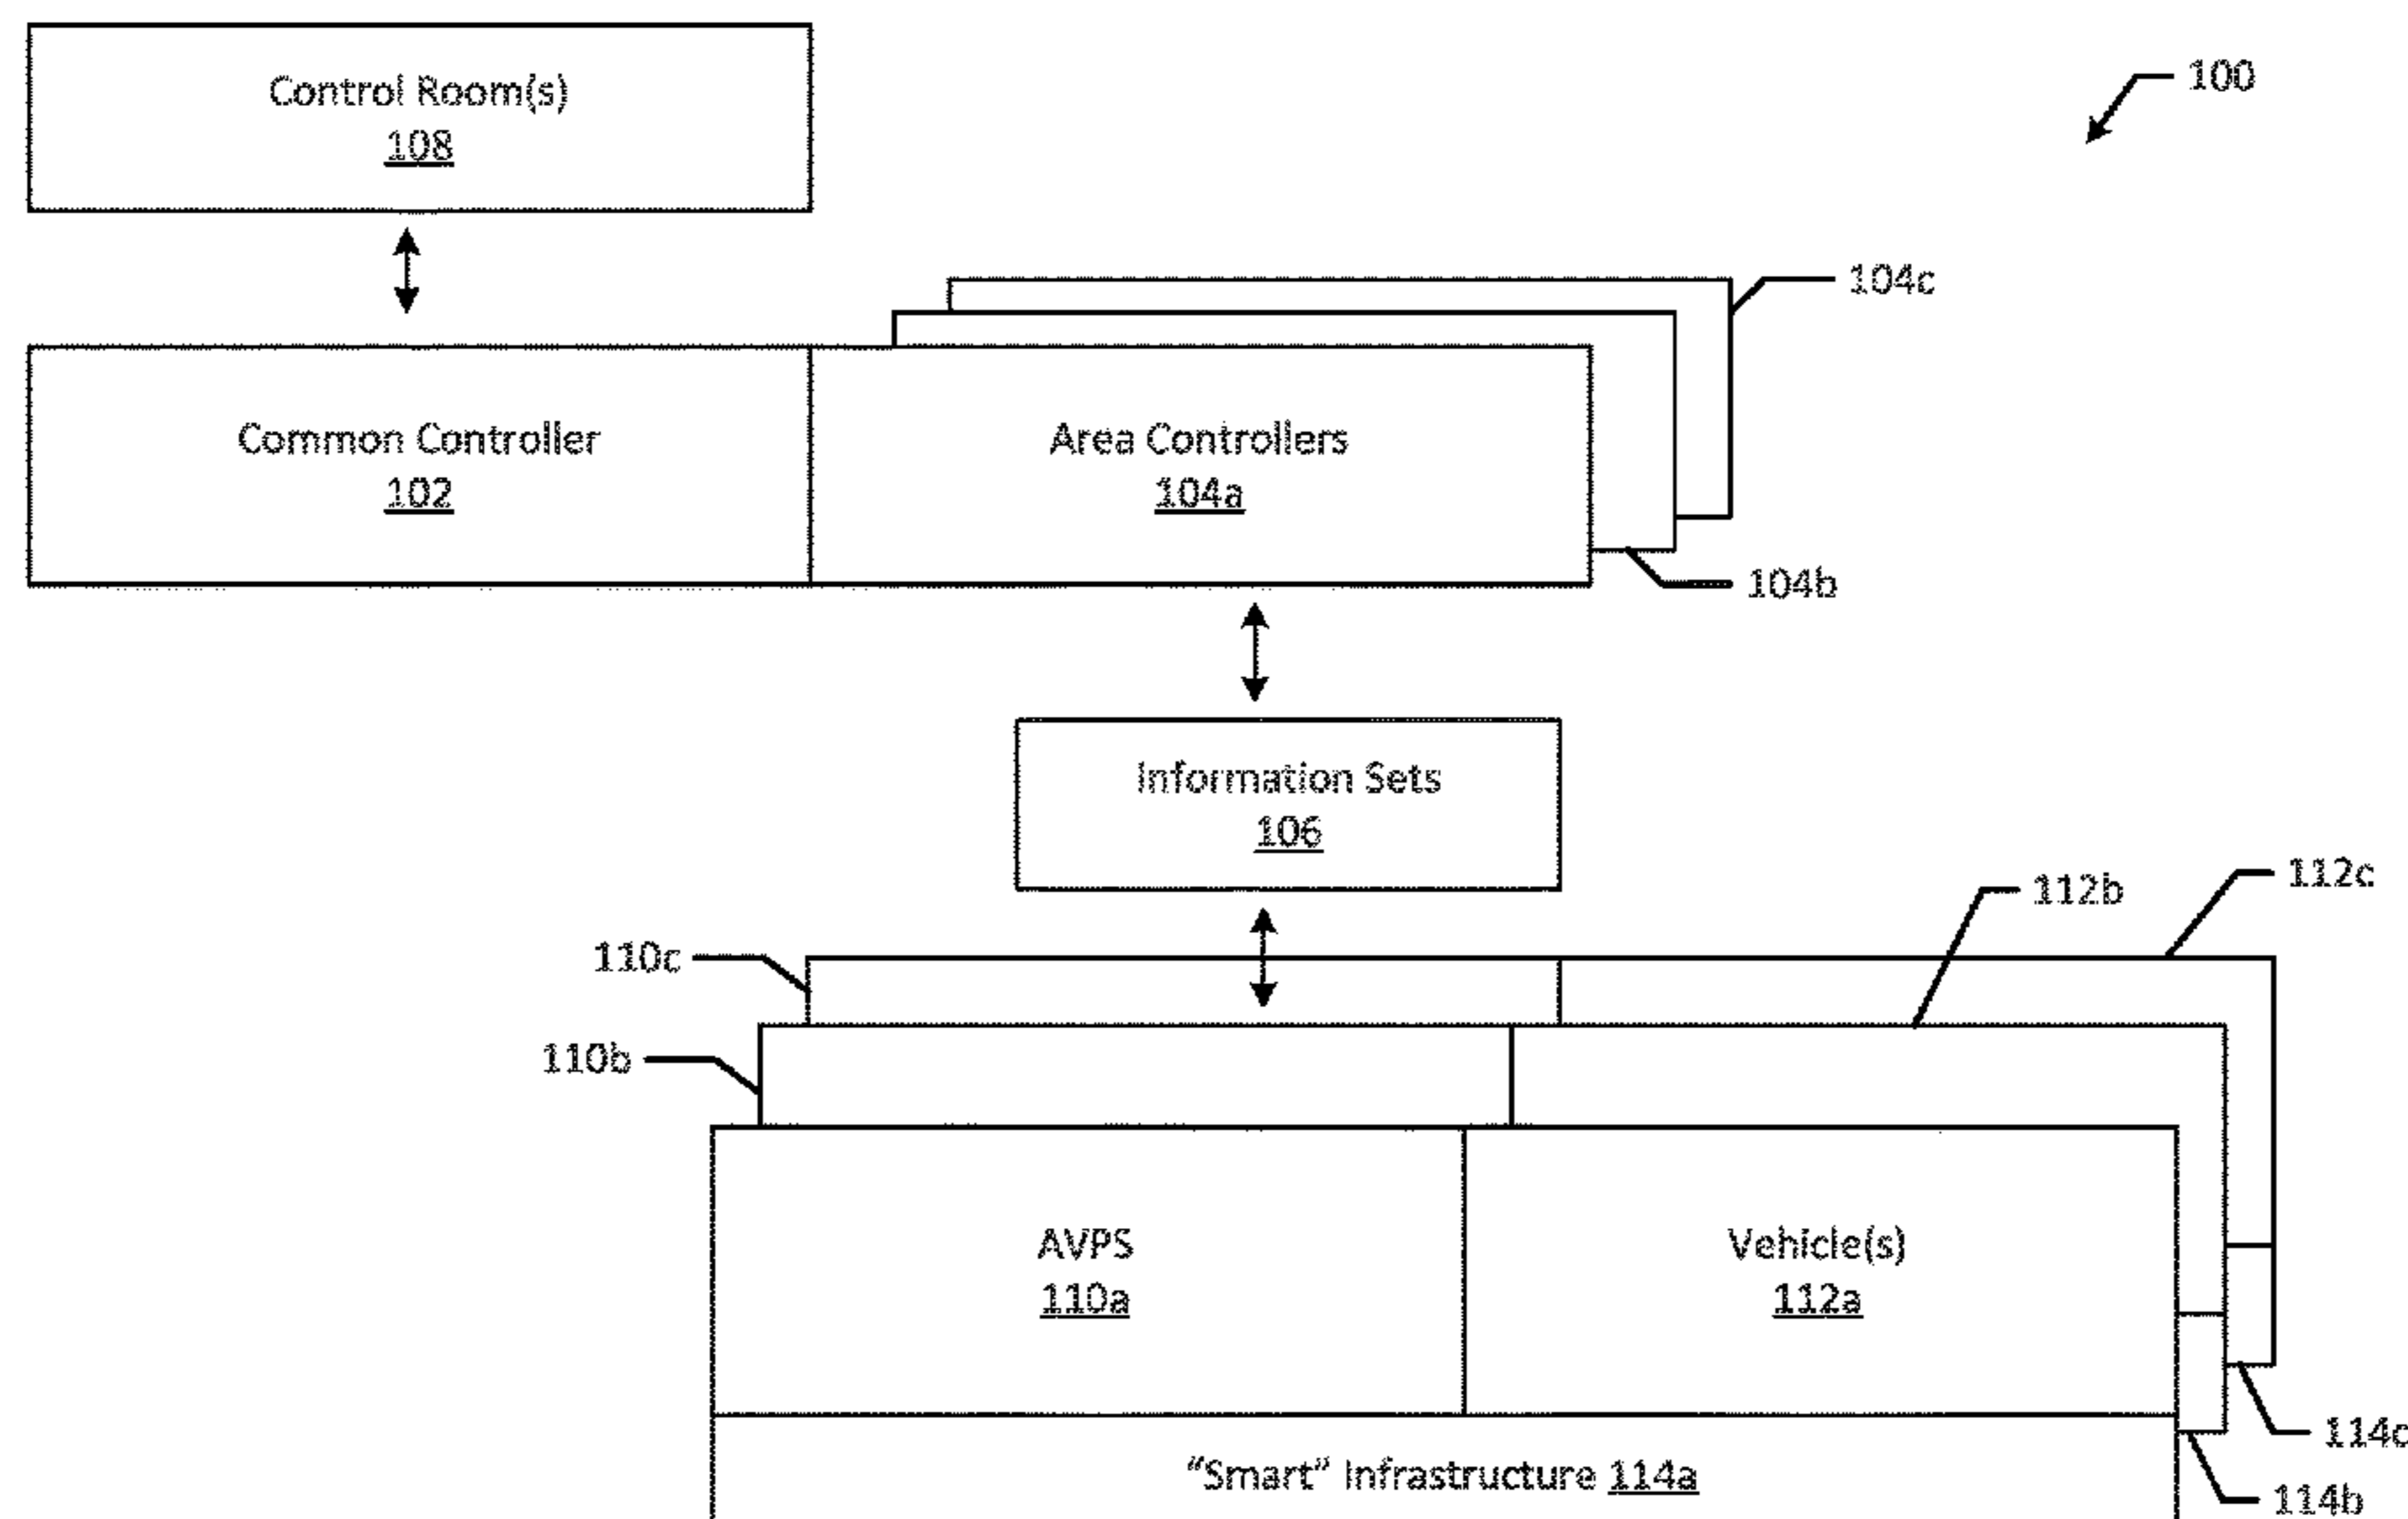 Control Room(s)
108
100
104c
Common Controller
102
Area Controllers
104a
104b
Information Sets
106
112c
112b
110c
110b
AVPS
110a
Vehicle(s)
112a
114c
"Smart" Infrastructure 114a
114b